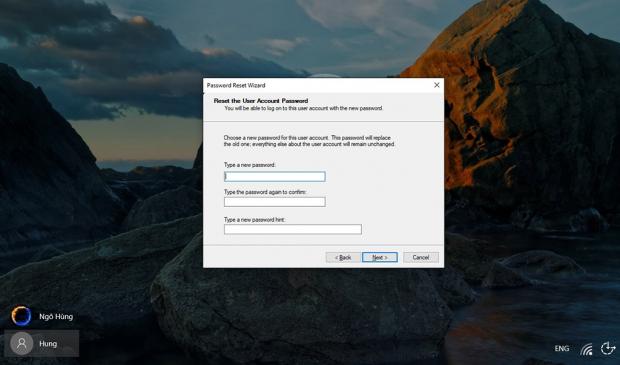 Password Reset Wizard
Reset the User Account Password
You will be able to log on to this user account with the new password.
Choose a new password for this user account. This password will replace
the old one; everything else about the user account will remain unchanged.
Type a new password:
Type the password again to confirm:
Type a new password hint:
< Back
Next >
Cancel
Ngô Hùng
Hung
ENG